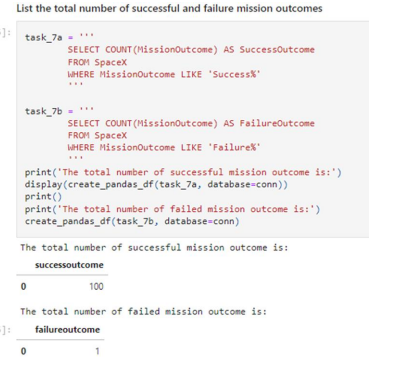 List the total number of successful and failure mission outcomes
]:
task_7a = '''
SELECT COUNT(MissionOutcome) AS SuccessOutcome
FROM SpaceX
WHERE MissionOutcome LIKE 'Success%'
'''
task_7b = '''
SELECT COUNT(MissionOutcome) AS FailureOutcome
FROM SpaceX
WHERE MissionOutcome LIKE 'Failure%'
'''
print('The total number of successful mission outcome is:')
display(create_pandas_df(task_7a, database=conn))
print()
print('The total number of failed mission outcome is:')
create_pandas_df(task_7b, database=conn)
The total number of successful mission outcome is:
successoutcome
0 100
The total number of failed mission outcome is:
]:
failureoutcome
0 1